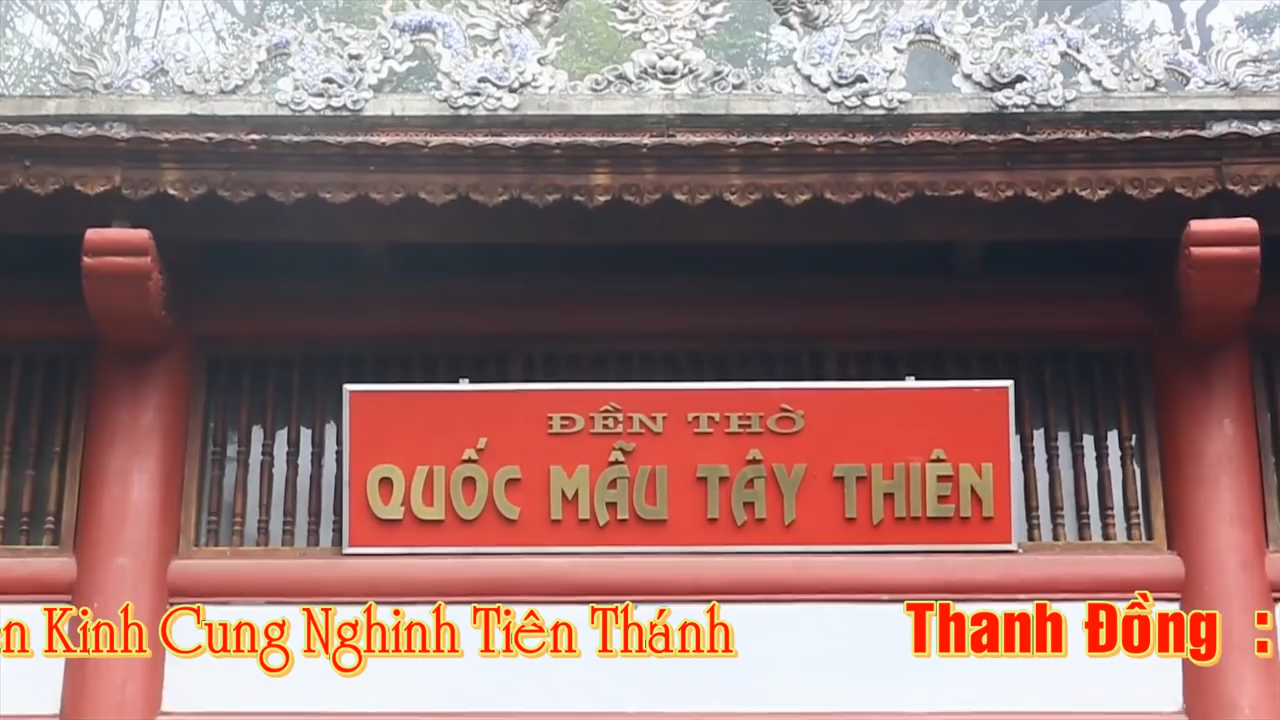 ĐỀN THỜ
QUỐC MẪU TÂY THIÊN
Kinh Cung Nghinh Tiên Thánh
Thanh Đồng :